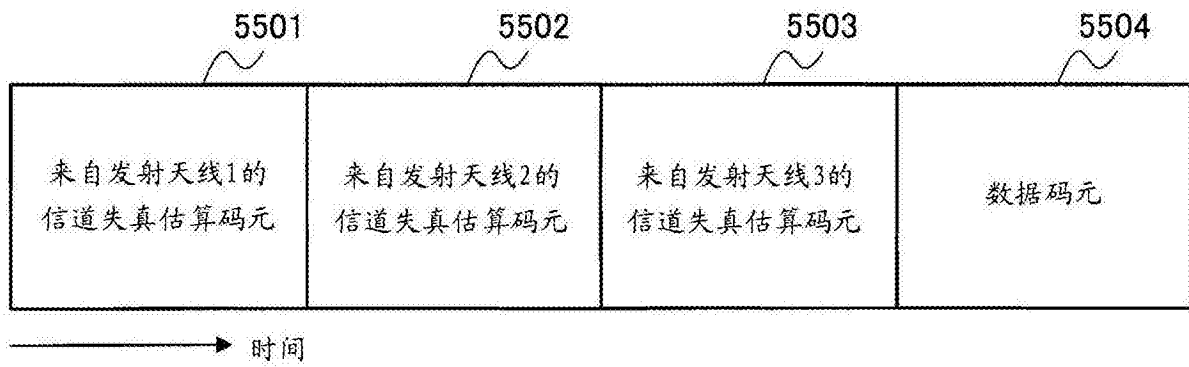 5501
5502
5503
5504
来自发射天线1的
信道失真估算码元
来自发射天线2的
信道失真估算码元
来自发射天线3的
信道失真估算码元
数据码元
时间